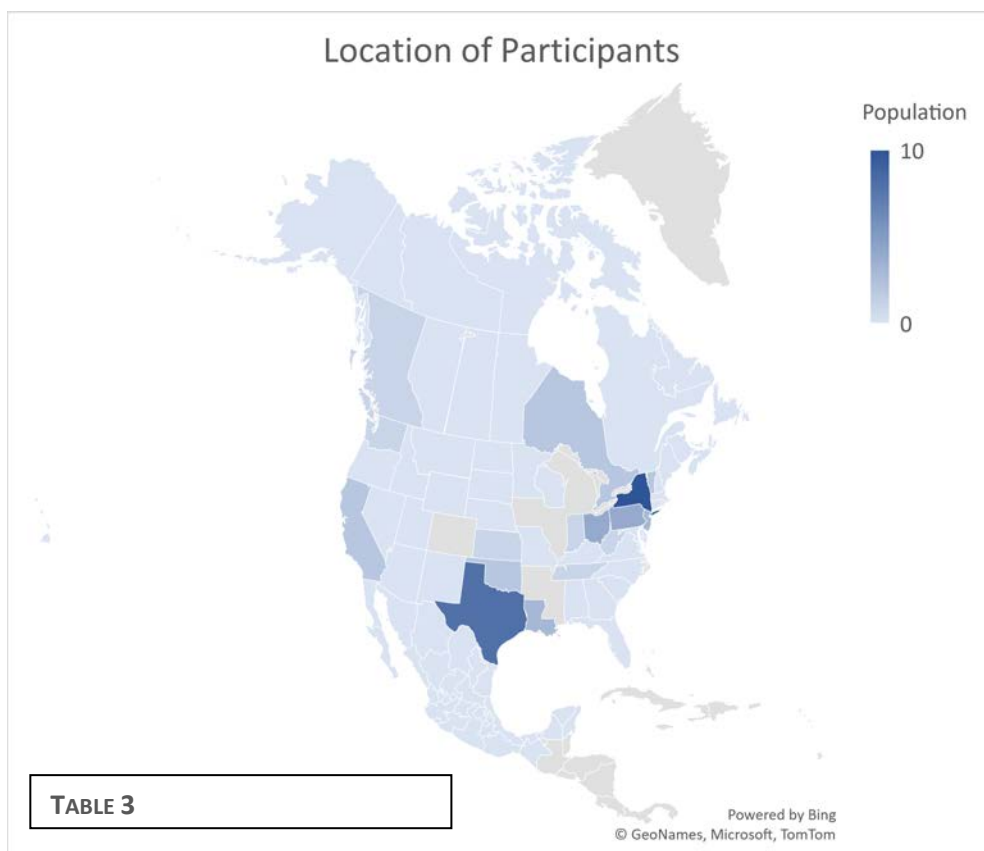 Location of Participants
Population
10
0
TABLE 3
Powered by Bing
© GeoNames, Microsoft, TomTom